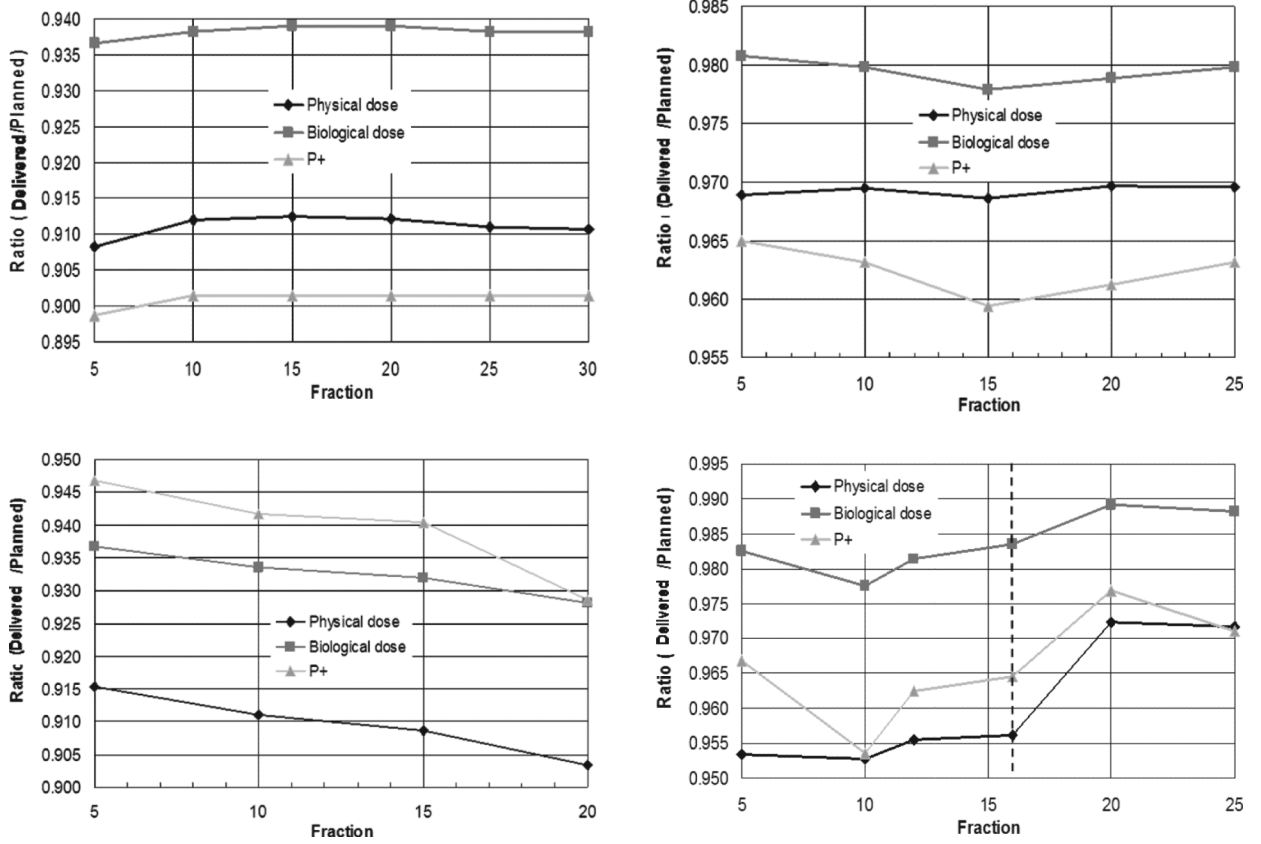 0.940
0.935
0.930
0.925
0.920
0.915
0.910
0.905
0.900
0.895
Ratio ( Delivered /Planned)
Physical dose
Biological dose
P+
5 10 15 20 25 30
Fraction
0.985
0.980
0.975
0.970
0.965
0.960
0.955
Ratio ı (Delivered /Planned)
Physical dose
Biological dose
P+
5 10 15 20 25
Fraction
0.950
0.945
0.940
0.935
0.930
0.925
0.920
0.915
0.910
0.905
0.900
Ratic (Delivered /Planned)
Physical dose
Biological dose
P+
5 10 15 20
Fraction
0.995
0.990
0.985
0.980
0.975
0.970
0.965
0.960
0.955
0.950
Ratio ( Delivered /Planned)
Physical dose
Biological dose
P+
5 10 15 20 25
Fraction